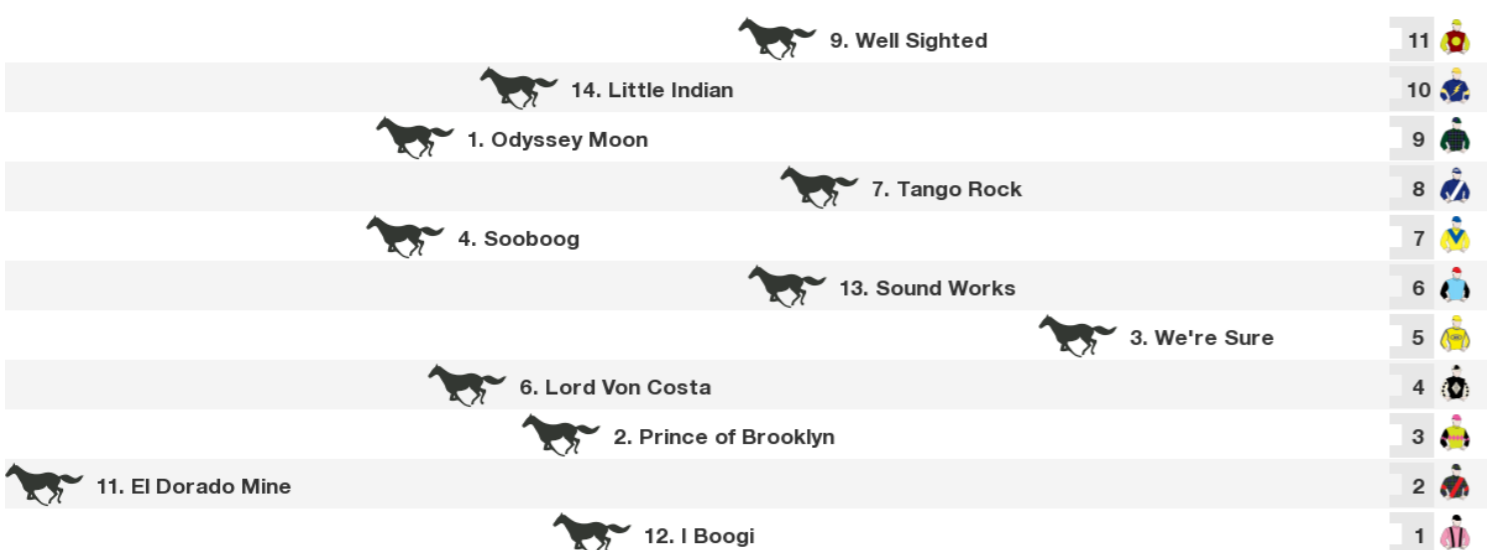 9. Well Sighted 11
14. Little Indian 10
1. Odyssey Moon 9
7. Tango Rock 8
4. Sooboog 7
13. Sound Works 6
3. We're Sure 5
6. Lord Von Costa 4
2. Prince of Brooklyn 3
11. El Dorado Mine 2
12. I Boogi 1